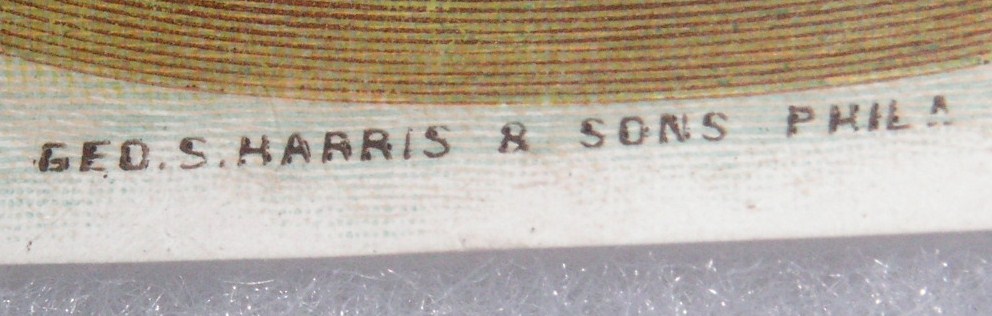 GEO. S. HARRIS & SONS PHILA